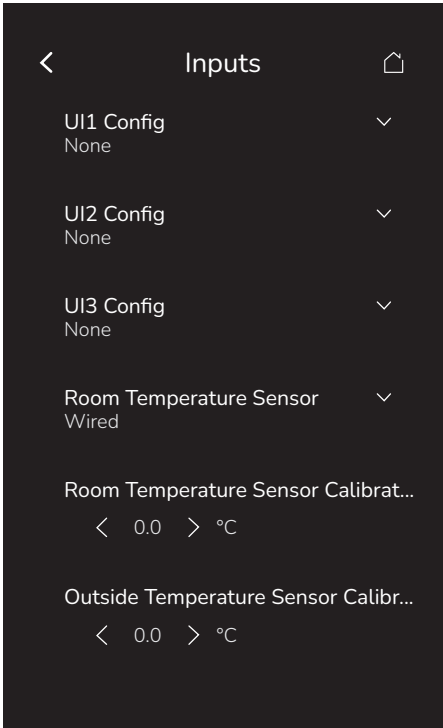 Inputs
UI1 Config
None
UI2 Config
None
UI3 Config
None
Room Temperature Sensor
Wired
Room Temperature Sensor Calibrat...
0.0 °C
Outside Temperature Sensor Calibr...
0.0 °C